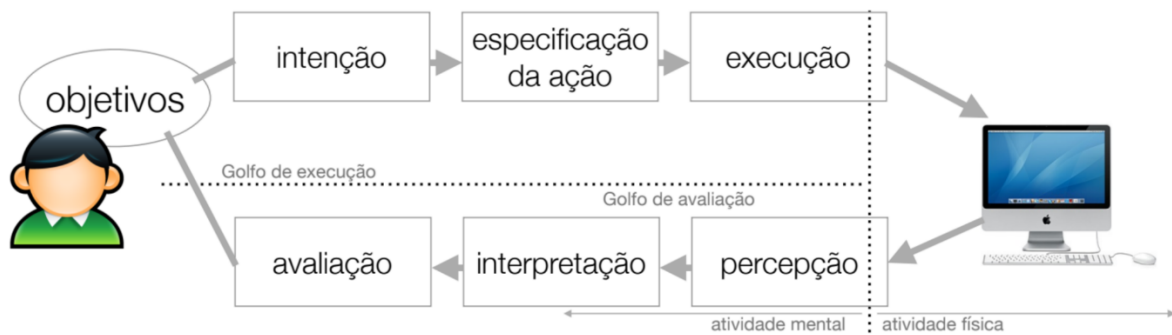 objetivos
intenção
especificação
da ação
execução
Golfo de execução
Golfo de avaliação
avaliação
interpretação
percepção
atividade mental
atividade física